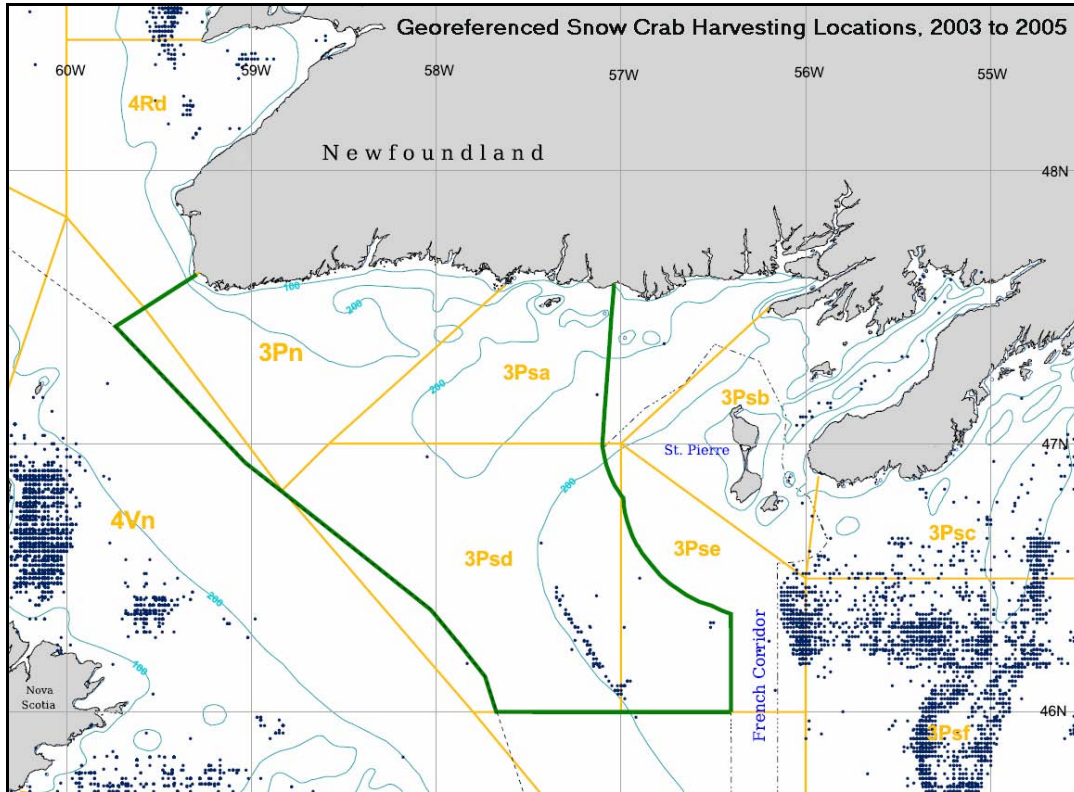 Georeferenced Snow Crab Harvesting Locations, 2003 to 2005
60W
59W
58W
57W
56W
55W
4Rd
Newfoundland
48N
100
200
3Pn
3Psa
200
3Psb
St. Pierre
47N
200
4Vn
3Psd
3Pse
3Psc
200
100
Nova
Scotia
French Corridor
46N
3Psf